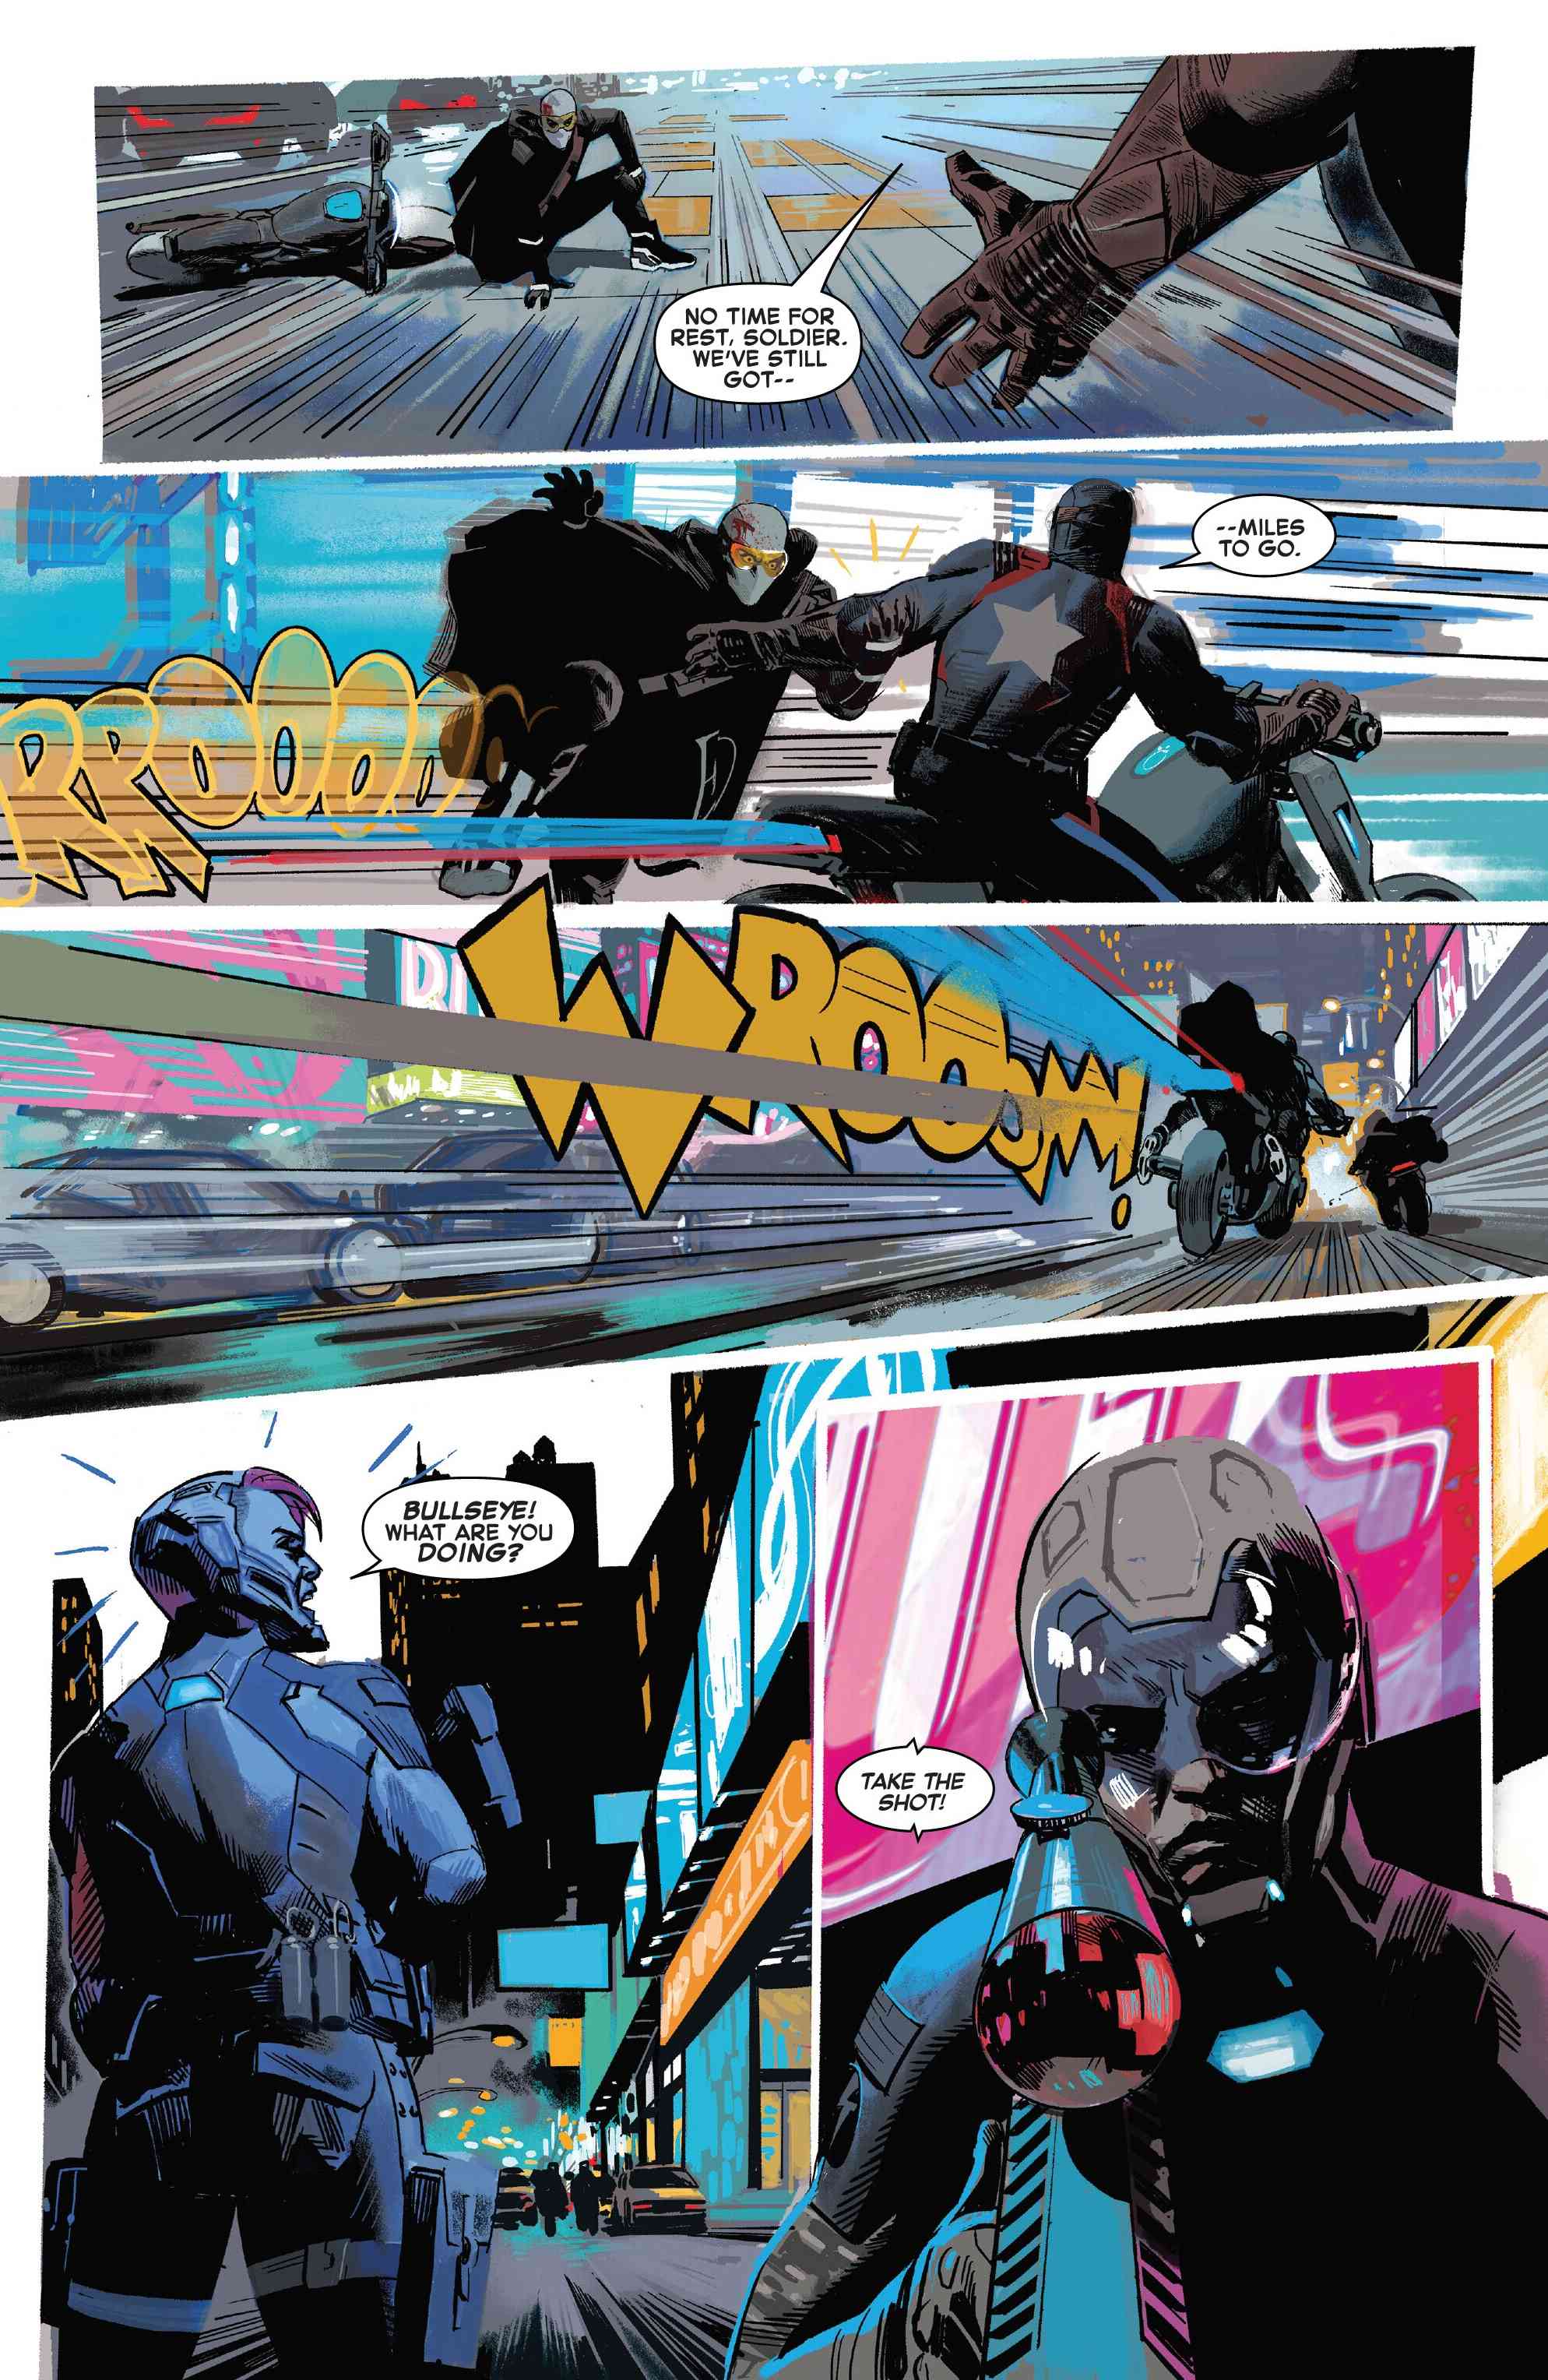 NO TIME FOR
REST, SOLDIER.
WE'VE STILL
GOT--
--MILES
TO GO.
RROOOO
WROOOM!
BULLSEYE!
WHAT ARE YOU
DOING?
TAKE THE
SHOT!